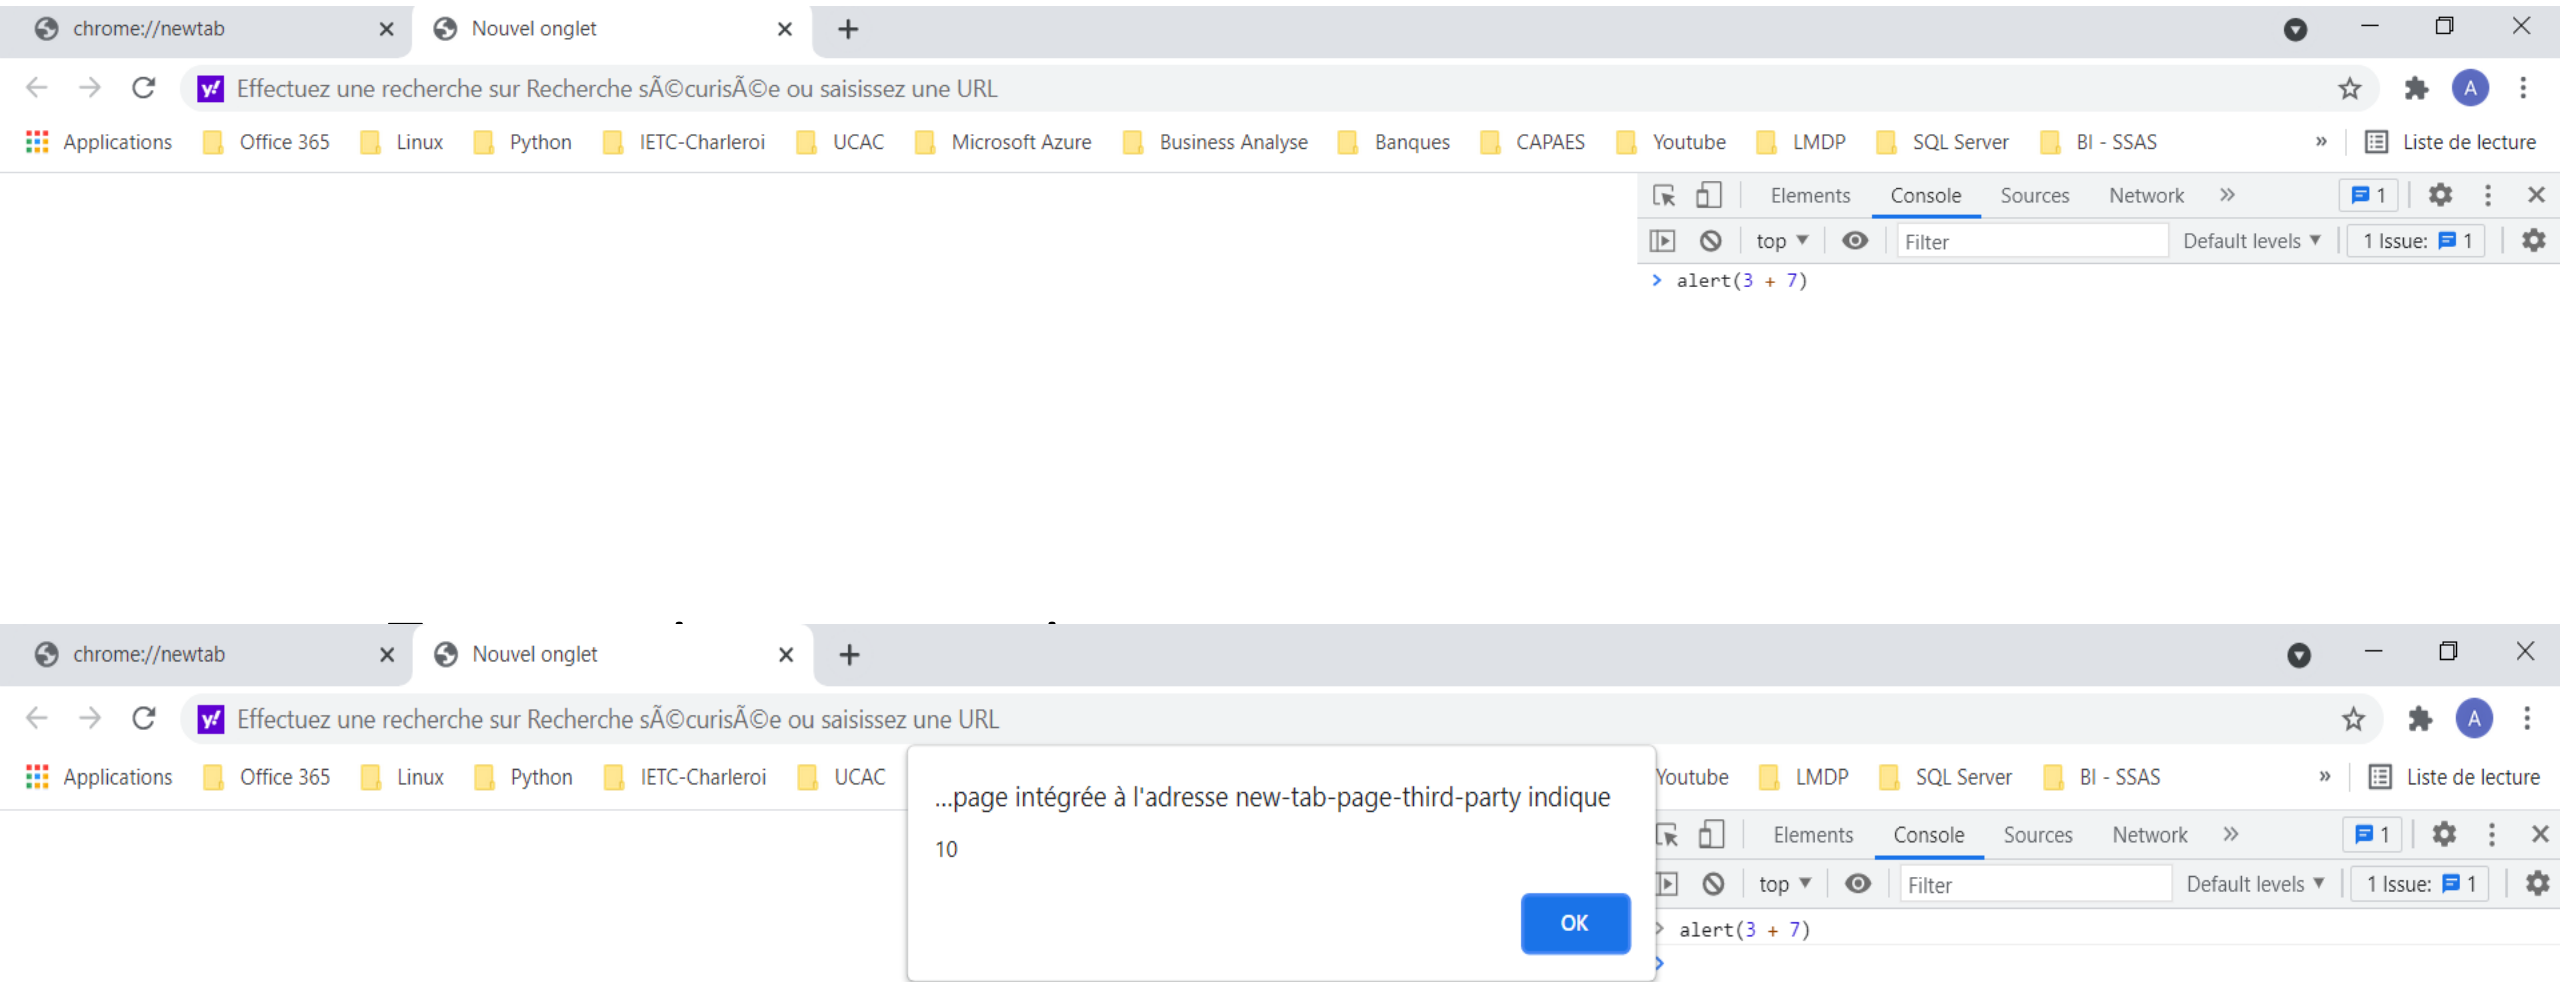 chrome://newtab Nouvel onglet
Effectuez une recherche sur Recherche sÃ©curisÃ©e ou saisissez une URL A
Applications Office 365 Linux Python IETC-Charleroi UCAC Microsoft Azure Business Analyse Banques CAPAES Youtube LMDP SQL Server BI - SSAS » Liste de lecture
Elements Console Sources Network » 1
top Filter Default levels 1 Issue: 1
> alert(3 + 7)
chrome://newtab Nouvel onglet
Effectuez une recherche sur Recherche sÃ©curisÃ©e ou saisissez une URL A
Applications Office 365 Linux Python IETC-Charleroi UCAC Youtube LMDP SQL Server BI - SSAS » Liste de lecture
...page intégrée à l'adresse new-tab-page-third-party indique
10
OK
Elements Console Sources Network » 1
top Filter Default levels 1 Issue: 1
> alert(3 + 7)
>